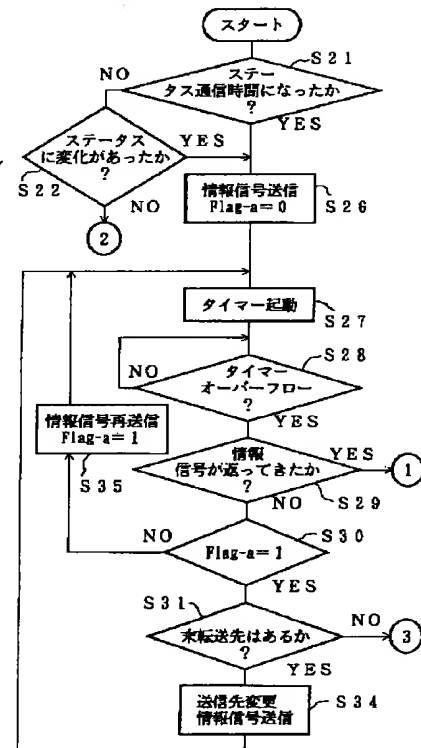 スタート
S21
NO
ステー
タス通信時間になったか
?
YES
ステータス
に変化があったか
?
YES
S22
NO
②
情報信号送信
Flag-a=0
S26
タイマー起動
S27
S28
NO
タイマー
オーバーフロー
?
YES
情報信号再送信
Flag-a=1
S35
情報
信号が返ってきたか
?
YES
①
S29
NO
S30
NO
Flag-a=1
YES
S31
未転送先はあるか
?
NO
③
YES
送信先変更
情報信号送信
S34